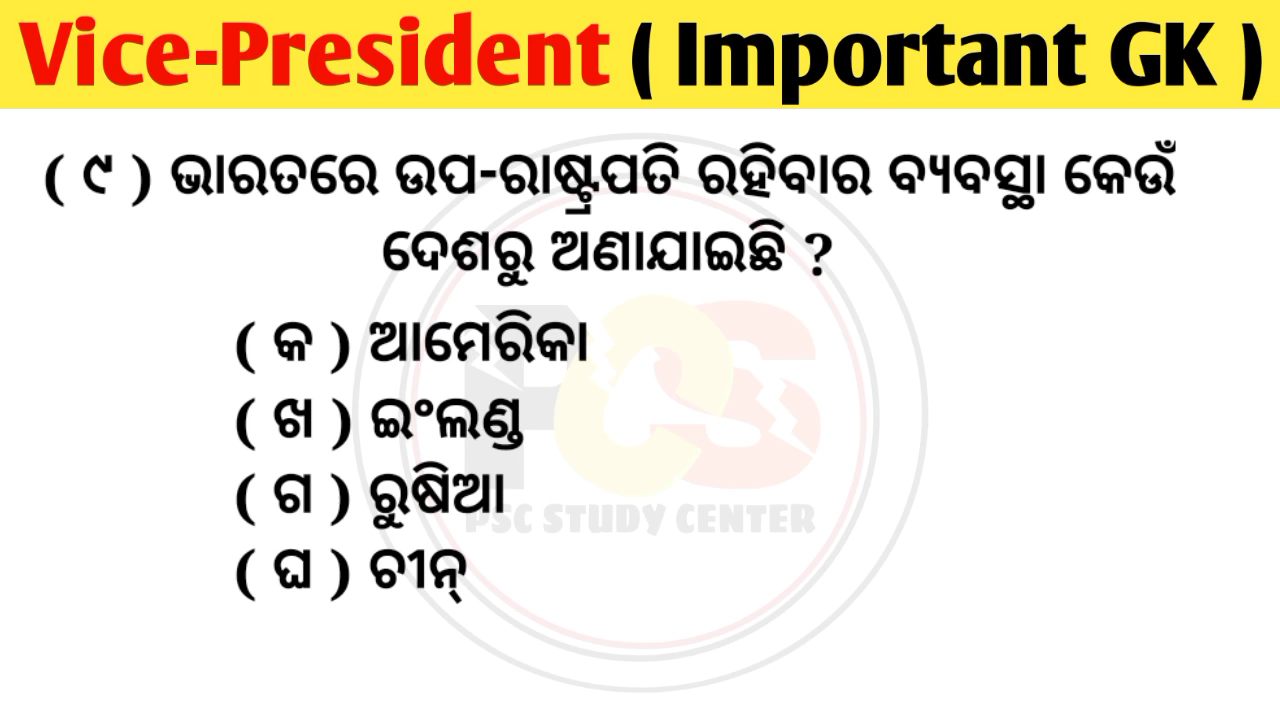 Vice-President ( Important GK )
( ୯ ) ଭାରତରେ ଉପ-ରାଷ୍ଟ୍ରପତି ରହିବାର ବ୍ୟବସ୍ଥା କେଉଁ
ଦେଶରୁ ଅଣାଯାଇଛି ?
( କ ) ଆମେରିକା
( ଖ ) ଇଂଲଣ୍ଡ
( ଗ ) ରୁଷିଆ
PSC STUDY CENTER
( ଘ ) ଚୀନ୍